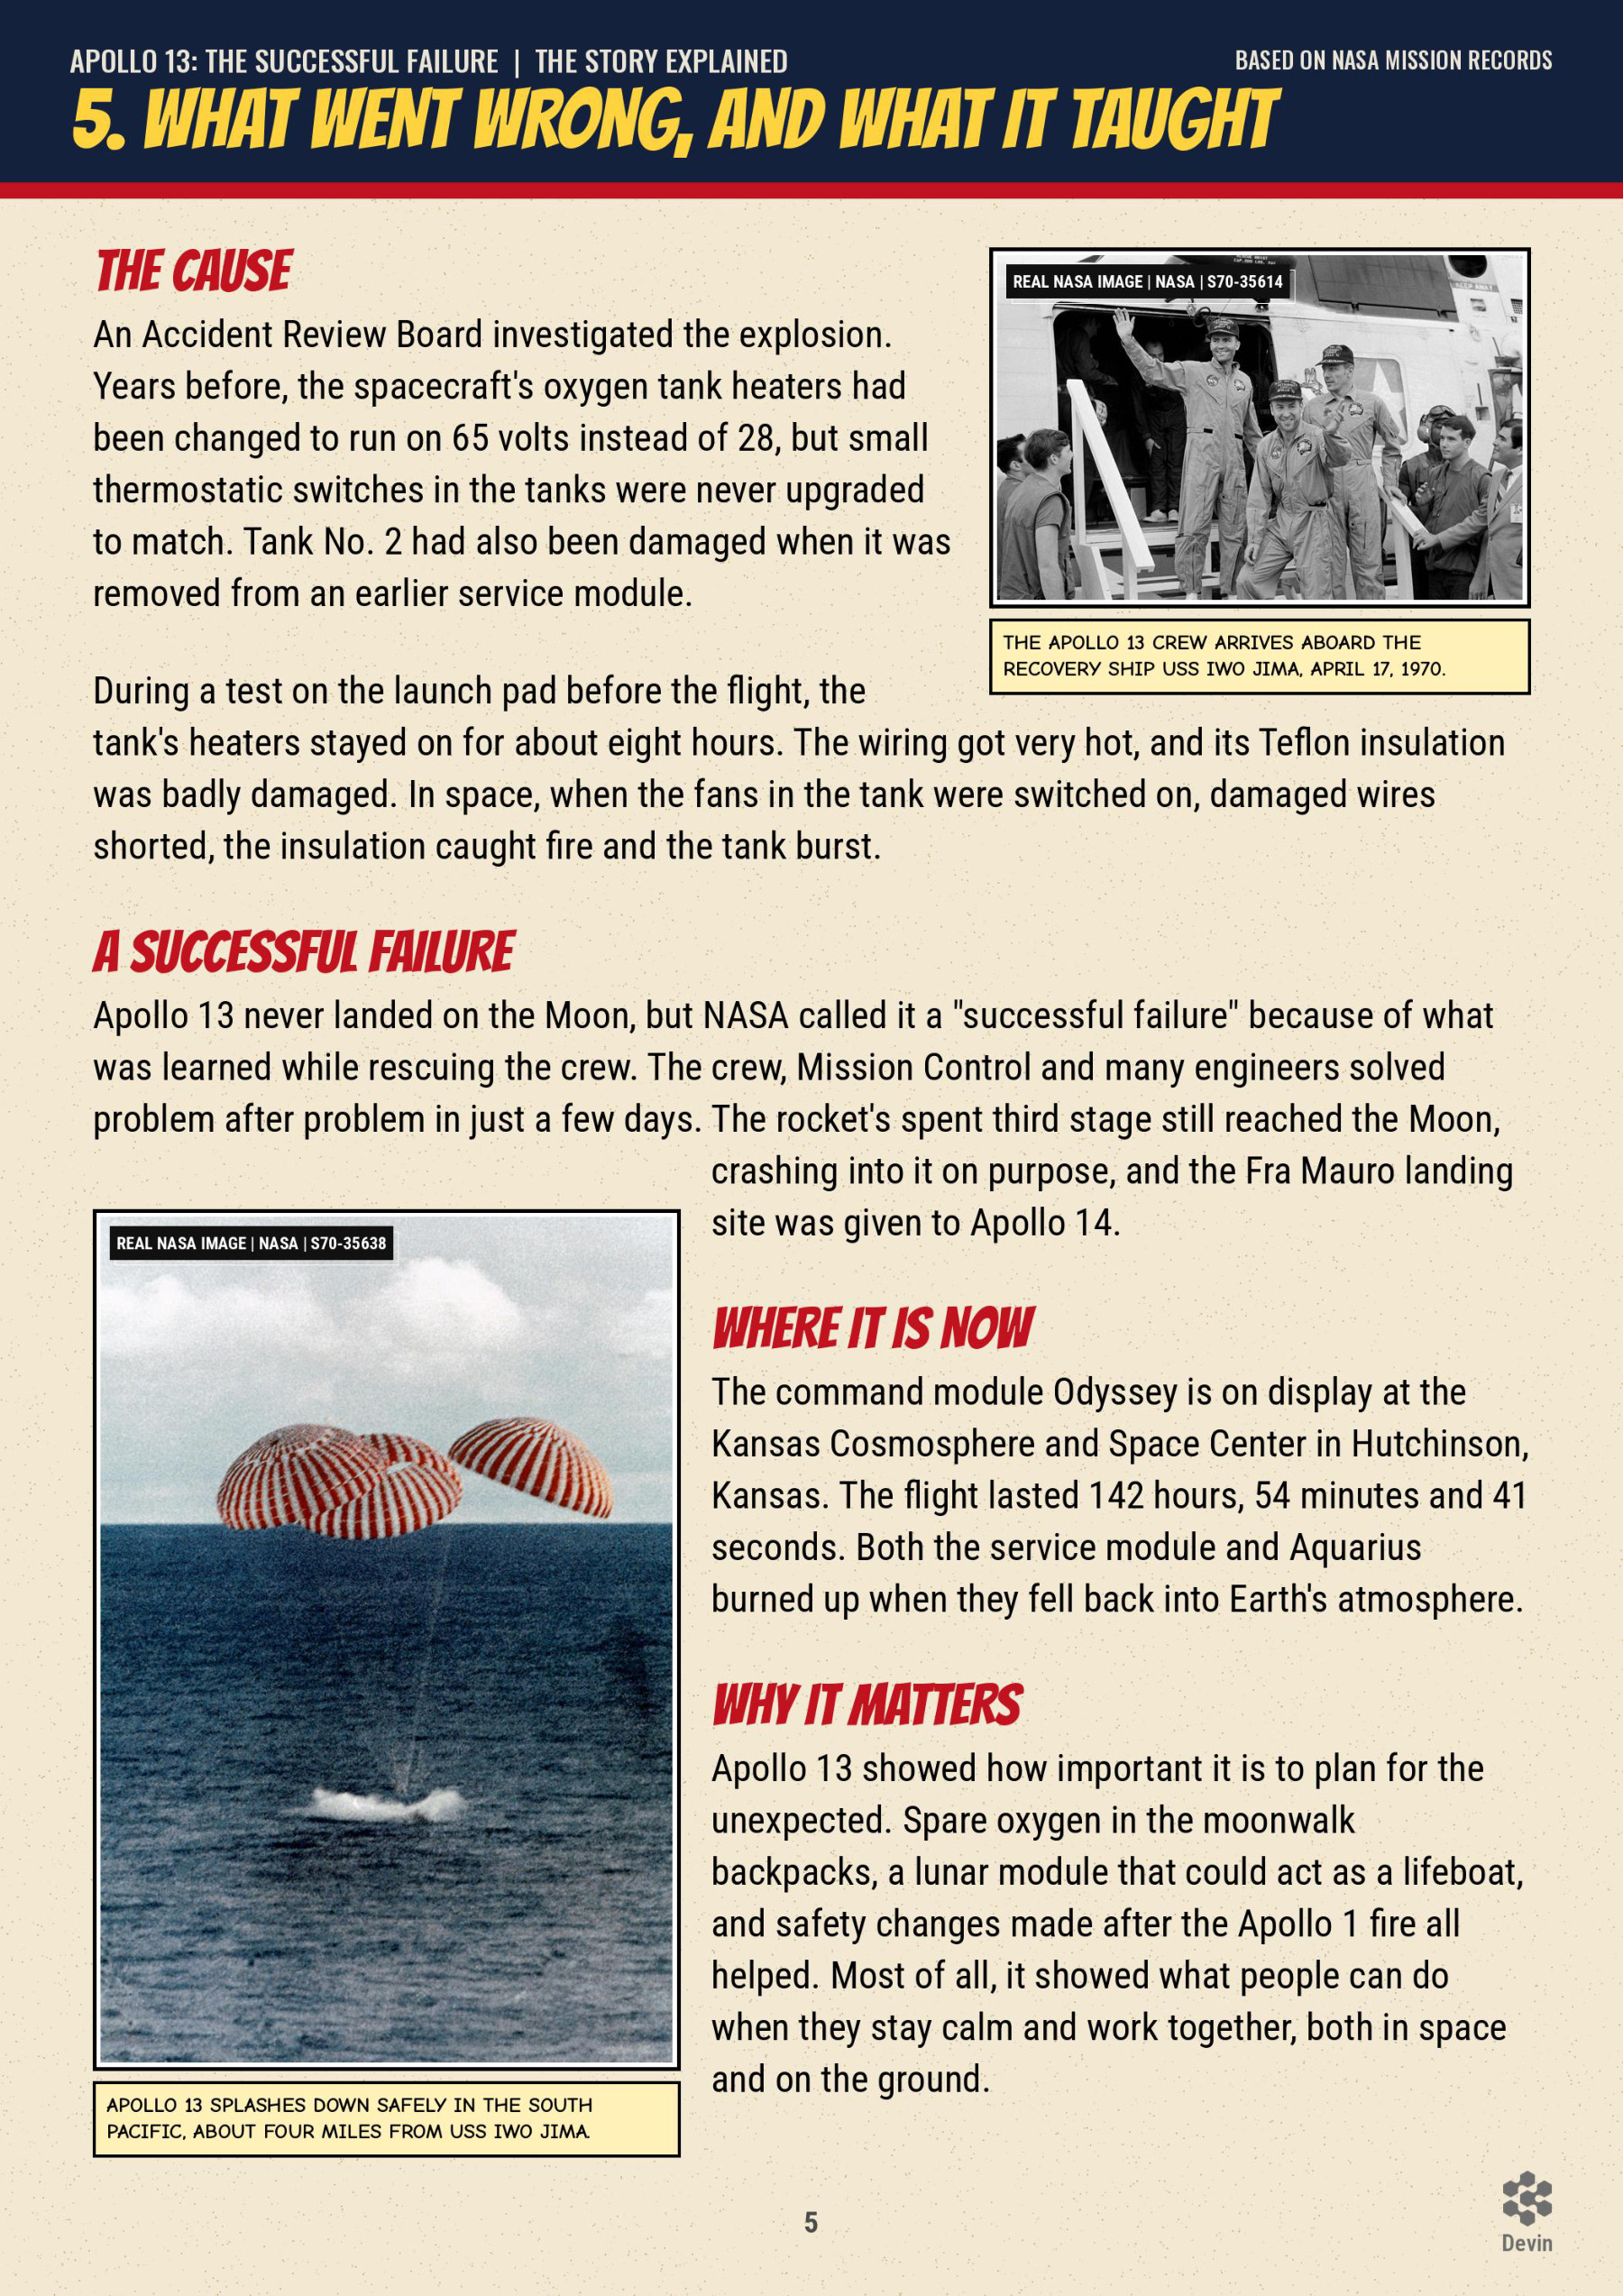 APOLLO 13: THE SUCCESSFUL FAILURE | THE STORY EXPLAINED
BASED ON NASA MISSION RECORDS
5. WHAT WENT WRONG, AND WHAT IT TAUGHT
THE CAUSE
An Accident Review Board investigated the explosion.
Years before, the spacecraft's oxygen tank heaters had
been changed to run on 65 volts instead of 28, but small
thermostatic switches in the tanks were never upgraded
to match. Tank No. 2 had also been damaged when it was
removed from an earlier service module.
REAL NASA IMAGE | NASA | S70-35614
KEEP AWAY
THE APOLLO 13 CREW ARRIVES ABOARD THE
RECOVERY SHIP USS IWO JIMA, APRIL 17, 1970.
During a test on the launch pad before the flight, the
tank's heaters stayed on for about eight hours. The wiring got very hot, and its Teflon insulation
was badly damaged. In space, when the fans in the tank were switched on, damaged wires
shorted, the insulation caught fire and the tank burst.
A SUCCESSFUL FAILURE
Apollo 13 never landed on the Moon, but NASA called it a "successful failure" because of what
was learned while rescuing the crew. The crew, Mission Control and many engineers solved
problem after problem in just a few days. The rocket's spent third stage still reached the Moon,
crashing into it on purpose, and the Fra Mauro landing
site was given to Apollo 14.
REAL NASA IMAGE | NASA | S70-35638
APOLLO 13 SPLASHES DOWN SAFELY IN THE SOUTH
PACIFIC, ABOUT FOUR MILES FROM USS IWO JIMA.
WHERE IT IS NOW
The command module Odyssey is on display at the
Kansas Cosmosphere and Space Center in Hutchinson,
Kansas. The flight lasted 142 hours, 54 minutes and 41
seconds. Both the service module and Aquarius
burned up when they fell back into Earth's atmosphere.
WHY IT MATTERS
Apollo 13 showed how important it is to plan for the
unexpected. Spare oxygen in the moonwalk
backpacks, a lunar module that could act as a lifeboat,
and safety changes made after the Apollo 1 fire all
helped. Most of all, it showed what people can do
when they stay calm and work together, both in space
and on the ground.
5
Devin